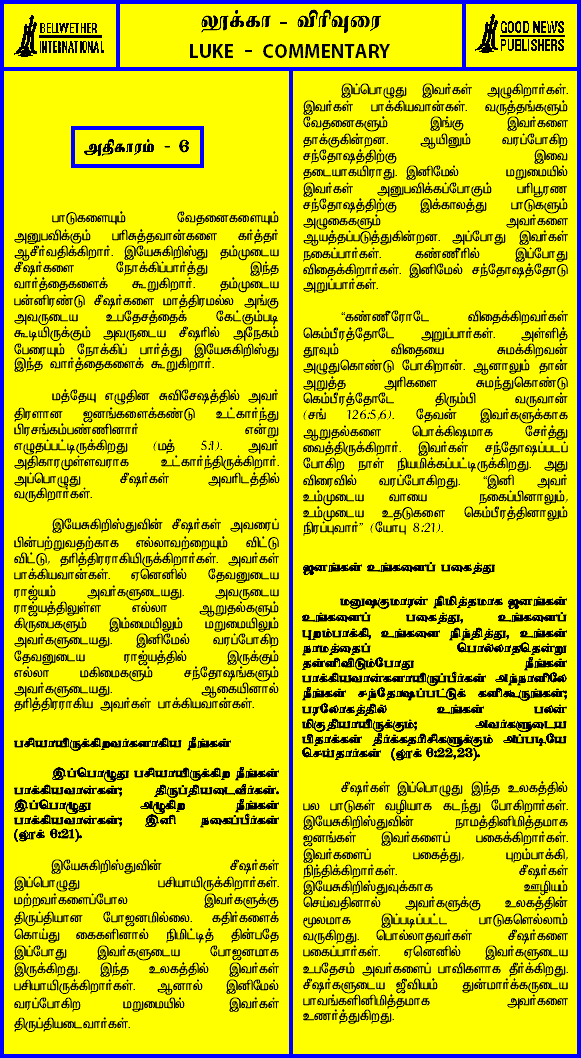 BELWETHER
INTERNATIONAL
லூக்கா - விரிவுரை
LUKE - COMMENTARY
GOOD NEWS
PUBLISHERS
அதிகாரம் - 6
பாடுகளையும் வேதனைகளையும்
அனுபவிக்கும் பரிசுத்தவான்களை கர்த்தர்
ஆசீர்வதிக்கிறார். இயேசுகிறிஸ்து தம்முடைய
சீஷர்களை நோக்கிப்பார்த்து இந்த
வார்த்தைகளைக் கூறுகிறார். தம்முடைய
பன்னிரண்டு சீஷர்களை மாத்திரமல்ல அங்கு
அவருடைய உபதேசத்தைக் கேட்கும்படி
கூடியிருக்கும் அவருடைய சீஷரில் அநேகம்
பேரையும் நோக்கிப் பார்த்து இயேசுகிறிஸ்து
இந்த வார்த்தைகளைக் கூறுகிறார்.
மத்தேயு எழுதின சுவிசேஷத்தில் அவர்
திரளான ஜனங்களைக்கண்டு உட்கார்ந்து
பிரசங்கம்பண்ணினார் என்று
எழுதப்பட்டிருக்கிறது (மத் 5:1). அவர்
அதிகாரமுள்ளவராக உட்கார்ந்திருக்கிறார்.
அப்பொழுது சீஷர்கள் அவரிடத்தில்
வருகிறார்கள்.
இயேசுகிறிஸ்துவின் சீஷர்கள் அவரைப்
பின்பற்றுவதற்காக எல்லாவற்றையும் விட்டு
விட்டு, தரித்திரராகியிருக்கிறார்கள். அவர்கள்
பாக்கியவான்கள். ஏனெனில் தேவனுடைய
ராஜ்யம் அவர்களுடையது. அவருடைய
ராஜ்யத்திலுள்ள எல்லா ஆறுதல்களும்
கிருபைகளும் இம்மையிலும் மறுமையிலும்
அவர்களுடையது. இனிமேல் வரப்போகிற
தேவனுடைய ராஜ்யத்தில் இருக்கும்
எல்லா மகிமைகளும் சந்தோஷங்களும்
அவர்களுடையது. ஆகையினால்
தரித்திரராகிய அவர்கள் பாக்கியவான்கள்.
பசியாயிருக்கிறவர்களாகிய நீங்கள்
இப்பொழுது பசியாயிருக்கிற நீங்கள்
பாக்கியவான்கள்; திருப்தியடைவீர்கள்.
இப்பொழுது அழுகிற நீங்கள்
பாக்கியவான்கள்; இனி நகைப்பீர்கள்
(லூக் 6:21).
இயேசுகிறிஸ்துவின் சீஷர்கள்
இப்பொழுது பசியாயிருக்கிறார்கள்.
மற்றவர்களைப்போல இவர்களுக்கு
திருப்தியான போஜனமில்லை. கதிர்களைக்
கொய்து கைகளினால் நிமிட்டித் தின்பதே
இப்போது இவர்களுடைய போஜனமாக
இருக்கிறது. இந்த உலகத்தில் இவர்கள்
பசியாயிருக்கிறார்கள். ஆனால் இனிமேல்
வரப்போகிற மறுமையில் இவர்கள்
திருப்தியடைவார்கள்.
இப்பொழுது இவர்கள் அழுகிறார்கள்.
இவர்கள் பாக்கியவான்கள். வருத்தங்களும்
வேதனைகளும் இங்கு இவர்களை
தாக்குகின்றன. ஆயினும் வரப்போகிற
சந்தோஷத்திற்கு இவை
தடையாகயிராது. இனிமேல் மறுமையில்
இவர்கள் அனுபவிக்கப்போகும் பரிபூரண
சந்தோஷத்திற்கு இக்காலத்து பாடுகளும்
அழுகைகளும் அவர்களை
ஆயத்தப்படுத்துகின்றன. அப்போது இவர்கள்
நகைப்பார்கள். கண்ணீரில் இப்போது
விதைக்கிறார்கள். இனிமேல் சந்தோஷத்தோடு
அறுப்பார்கள்.
“கண்ணீரோடே விதைக்கிறவர்கள்
கெம்பீரத்தோடே அறுப்பார்கள். அள்ளித்
தூவும் விதையை சுமக்கிறவன்
அழுதுகொண்டு போகிறான். ஆனாலும் தான்
அறுத்த அரிகளை சுமந்துகொண்டு
கெம்பீரத்தோடே திரும்பி வருவான்
(சங் 126:5,6). தேவன் இவர்களுக்காக
ஆறுதல்களை பொக்கிஷமாக சேர்த்து
வைத்திருக்கிறார். இவர்கள் சந்தோஷப்படப்
போகிற நாள் நியமிக்கப்பட்டிருக்கிறது. அது
விரைவில் வரப்போகிறது. “இனி அவர்
உம்முடைய வாயை நகைப்பினாலும்,
உம்முடைய உதடுகளை கெம்பீரத்தினாலும்
நிரப்புவார்” (யோபு 8:21).
ஜனங்கள் உங்களைப் பகைத்து
மனுஷகுமாரன் நிமித்தமாக ஜனங்கள்
உங்களைப் பகைத்து, உங்களைப்
புறம்பாக்கி, உங்களை நிந்தித்து, உங்கள்
நாமத்தைப் பொல்லாததென்று
தள்ளிவிடும்போது நீங்கள்
பாக்கியவான்களாயிருப்பீர்கள் அந்நாளிலே
நீங்கள் சந்தோஷப்பட்டுக் களிகூருங்கள்;
பரலோகத்தில் உங்கள் பலன்
மிகுதியாயிருக்கும்; அவர்களுடைய
பிதாக்கள் தீர்க்கதரிசிகளுக்கும் அப்படியே
செய்தார்கள் (லூக் 6:22,23).
சீஷர்கள் இப்பொழுது இந்த உலகத்தில்
பல பாடுகள் வழியாக கடந்து போகிறார்கள்.
இயேசுகிறிஸ்துவின் நாமத்தினிமித்தமாக
ஜனங்கள் இவர்களைப் பகைக்கிறார்கள்.
இவர்களைப் பகைத்து, புறம்பாக்கி,
நிந்திக்கிறார்கள். சீஷர்கள்
இயேசுகிறிஸ்துவுக்காக ஊழியம்
செய்வதினால் அவர்களுக்கு உலகத்தின்
மூலமாக இப்படிப்பட்ட பாடுகளெல்லாம்
வருகிறது. பொல்லாதவர்கள் சீஷர்களை
பகைப்பார்கள். ஏனெனில் இவர்களுடைய
உபதேசம் அவர்களைப் பாவிகளாக தீர்க்கிறது.
சீஷர்களுடைய ஜீவியம் துன்மார்க்கருடைய
பாவங்களினிமித்தமாக அவர்களை
உணர்த்துகிறது.